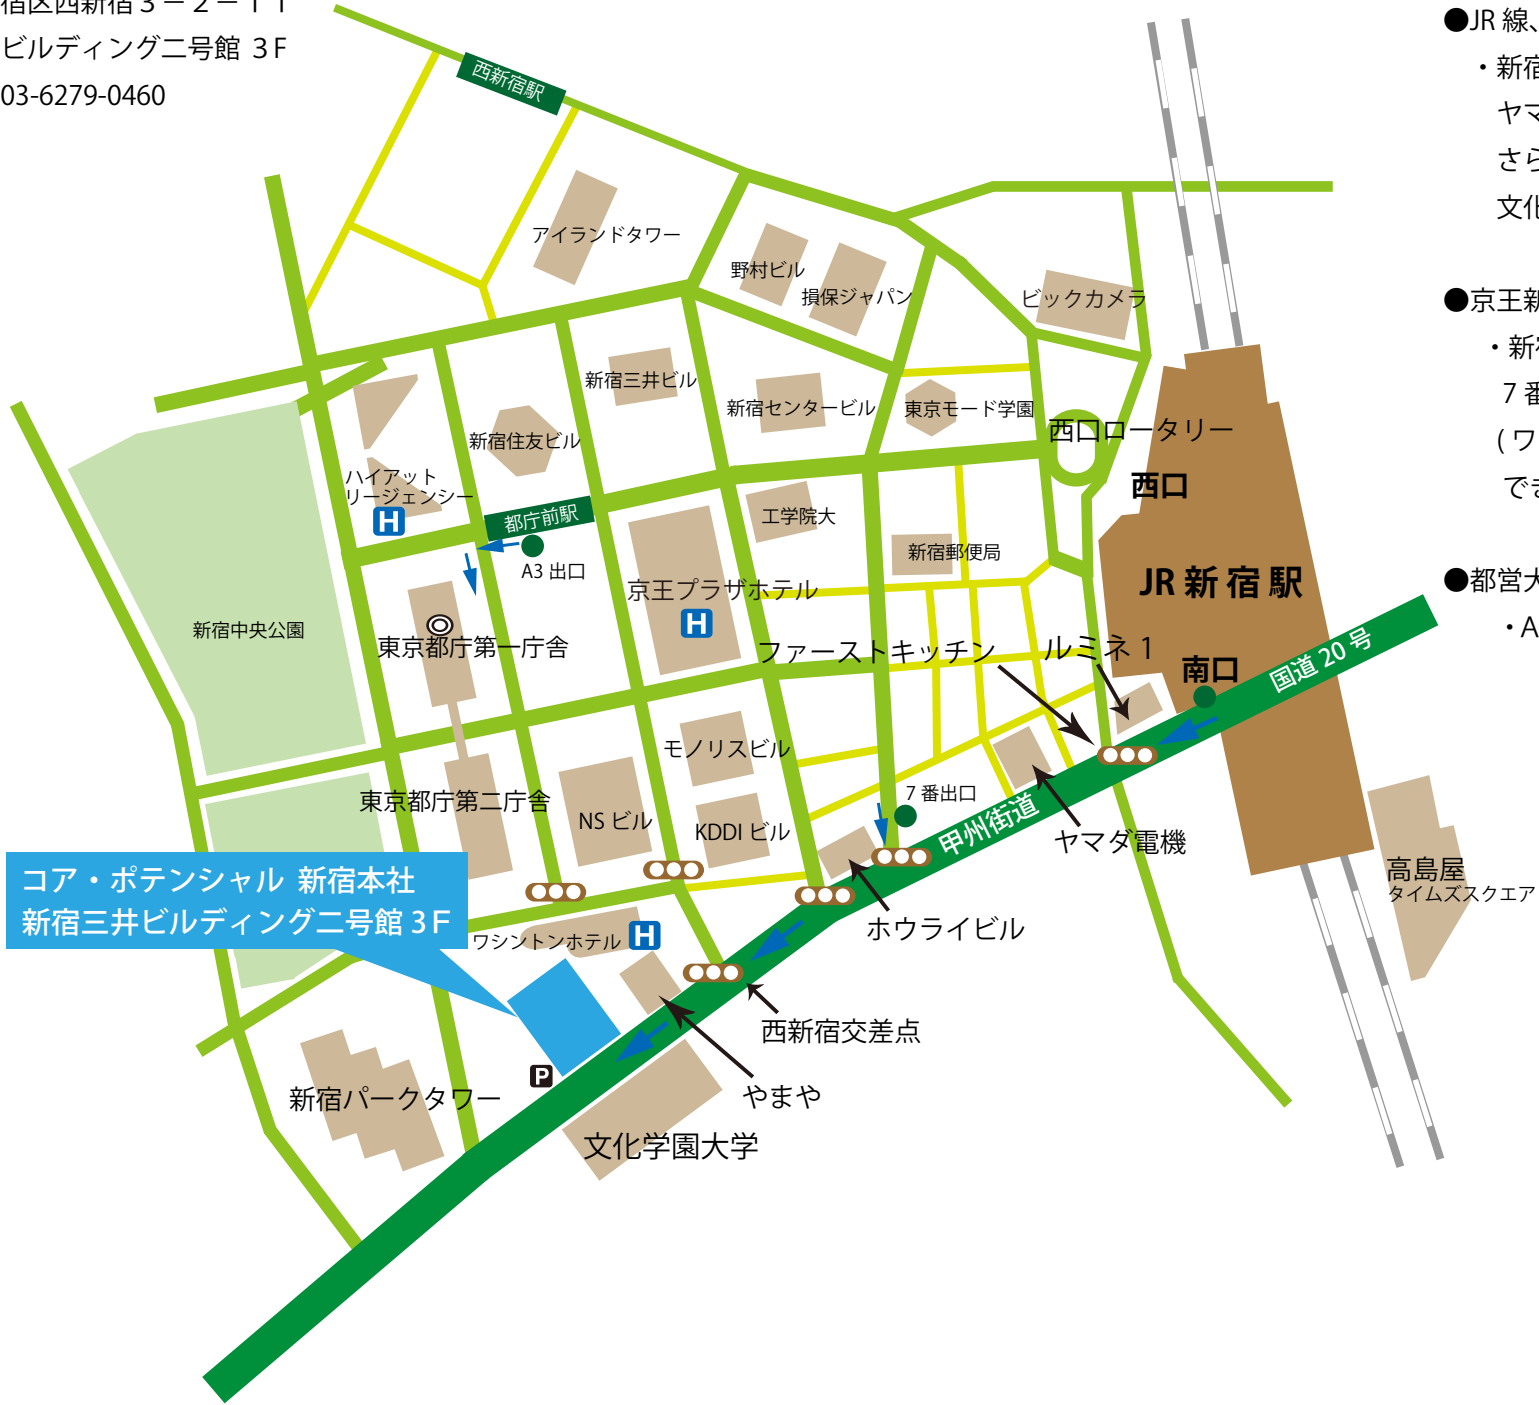 宿区西新宿３－２－１１
ビルディング二号館 ３F
03-6279-0460
●JR 線、
・新宿
ヤマ
さら
文化
●京王新
・新宿
７番
( ワ
でき
●都営大
・A
西新宿駅
アイランドタワー
野村ビル
損保ジャパン
ビックカメラ
新宿三井ビル
新宿センタービル
東京モード学園
西口ロータリー
新宿住友ビル
ハイアット
リージェンシー
H
西口
都庁前駅
A3 出口
工学院大
新宿郵便局
京王プラザホテル
H
JR 新 宿 駅
新宿中央公園
東京都庁第一庁舎
ファーストキッチン
ルミネ 1
南口
国道 20 号
モノリスビル
東京都庁第二庁舎
NS ビル
KDDI ビル
7 番出口
甲州街道
ヤマダ電機
高島屋
タイムズスクエア
コア・ポテンシャル 新宿本社
新宿三井ビルディング二号館 3 F
ワシントンホテル
H
ホウライビル
西新宿交差点
P
やまや
新宿パークタワー
文化学園大学